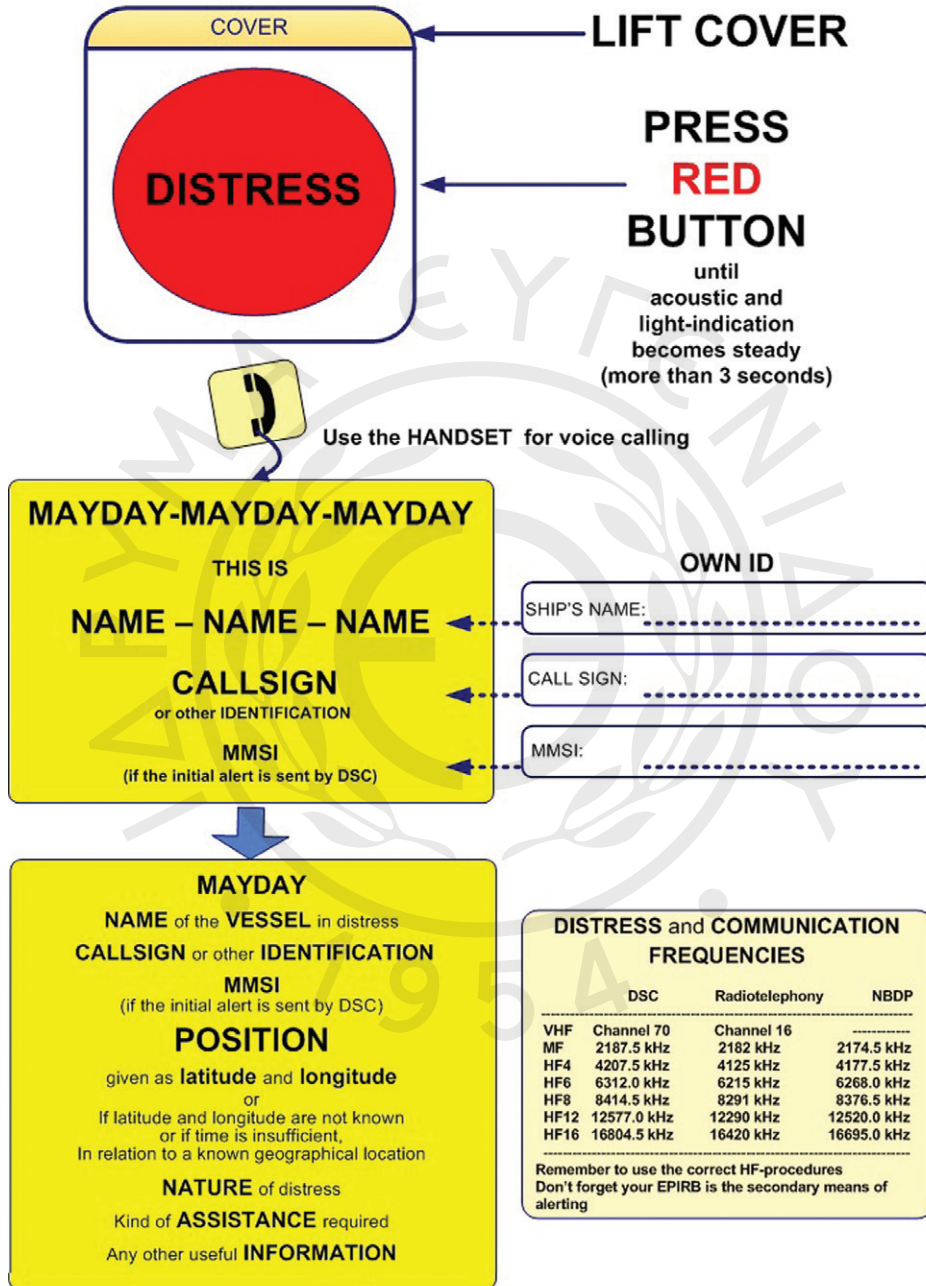 COVER
LIFT COVER
DISTRESS
PRESS
RED
BUTTON
until
acoustic and
light-indication
becomes steady
(more than 3 seconds)
Use the HANDSET for voice calling
MAYDAY-MAYDAY-MAYDAY
THIS IS
NAME – NAME – NAME
CALLSIGN
or other IDENTIFICATION
MMSI
(if the initial alert is sent by DSC)
OWN ID
SHIP'S NAME:
CALL SIGN:
MMSI:
MAYDAY
NAME of the VESSEL in distress
CALLSIGN or other IDENTIFICATION
MMSI
(if the initial alert is sent by DSC)
POSITION
given as latitude and longitude
or
If latitude and longitude are not known
or if time is insufficient,
In relation to a known geographical location
NATURE of distress
Kind of ASSISTANCE required
Any other useful INFORMATION
DISTRESS and COMMUNICATION
FREQUENCIES
DSC Radiotelephony NBDP
VHF Channel 70 Channel 16 ------------
MF 2187.5 kHz 2182 kHz 2174.5 kHz
HF4 4207.5 kHz 4125 kHz 4177.5 kHz
HF6 6312.0 kHz 6215 kHz 6268.0 kHz
HF8 8414.5 kHz 8291 kHz 8376.5 kHz
HF12 12577.0 kHz 12290 kHz 12520.0 kHz
HF16 16804.5 kHz 16420 kHz 16695.0 kHz
Remember to use the correct HF-procedures
Don't forget your EPIRB is the secondary means of
alerting
ΙΔΡΥΜΑ ΕΥΓΕΝΙΔΟΥ
1954